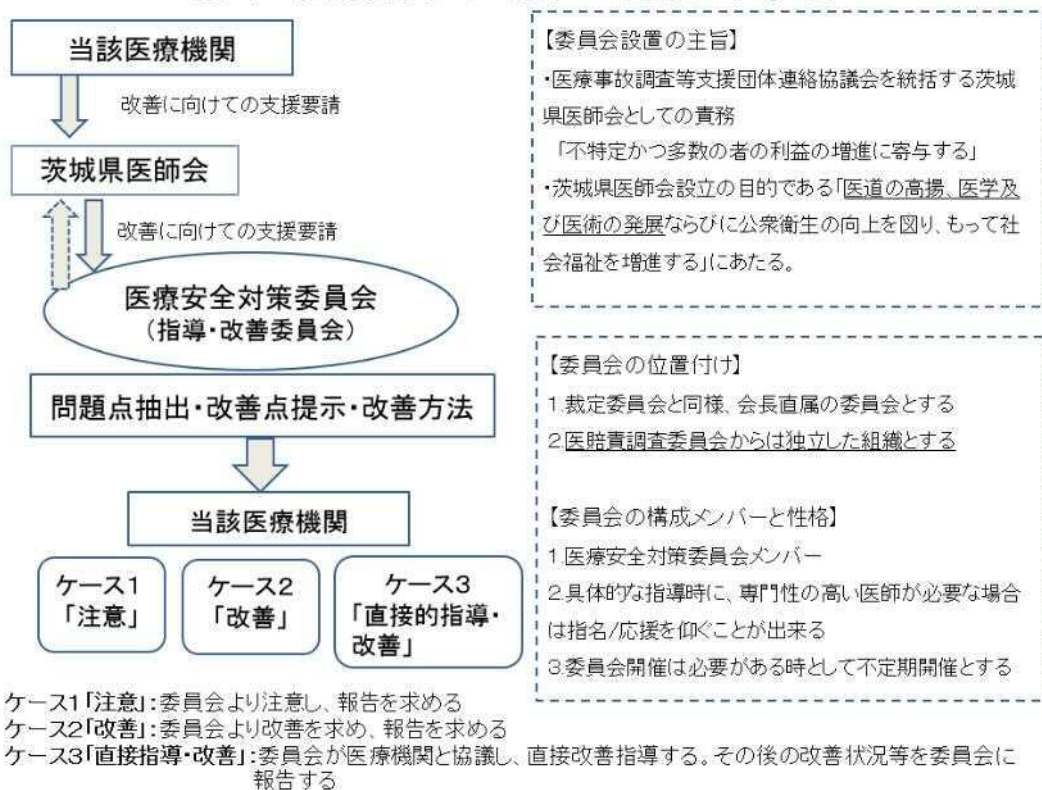 当該医療機関
改善に向けての支援要請
茨城県医師会
改善に向けての支援要請
医療安全対策委員会
（指導・改善委員会）
問題点抽出・改善点提示・改善方法
当該医療機関
ケース1
「注意」
ケース2
「改善」
ケース3
「直接的指導・
改善」
【委員会設置の主旨】
・医療事故調査等支援団体連絡協議会を統括する茨城
県医師会としての責務
「不特定かつ多数の者の利益の増進に寄与する」
・茨城県医師会設立の目的である「医道の高揚、医学及
び医術の発展ならびに公衆衛生の向上を図り、もって社
会福祉を増進する」にあたる。
【委員会の位置付け】
1.裁定委員会と同様、会長直属の委員会とする
2.医賠責調査委員会からは独立した組織とする
【委員会の構成メンバーと性格】
1.医療安全対策委員会メンバー
2.具体的な指導時に、専門性の高い医師が必要な場合
は指名/応援を仰ぐことが出来る
3.委員会開催は必要がある時として不定期開催とする
ケース1「注意」：委員会より注意し、報告を求める
ケース2「改善」：委員会より改善を求め、報告を求める
ケース3「直接指導・改善」：委員会が医療機関と協議し、直接改善指導する。その後の改善状況等を委員会に
報告する